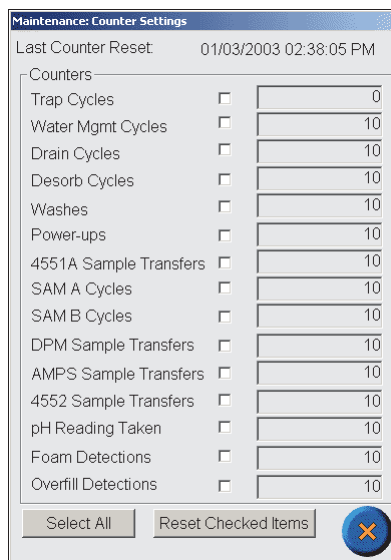 Maintenance: Counter Settings
Last Counter Reset: 01/03/2003 02:38:05 PM
Counters
Trap Cycles 0
Water Mgmt Cycles 10
Drain Cycles 10
Desorb Cycles 10
Washes 10
Power-ups 10
4551A Sample Transfers 10
SAM A Cycles 10
SAM B Cycles 10
DPM Sample Transfers 10
AMPS Sample Transfers 10
4552 Sample Transfers 10
pH Reading Taken 10
Foam Detections 10
Overfill Detections 10
Select All Reset Checked Items